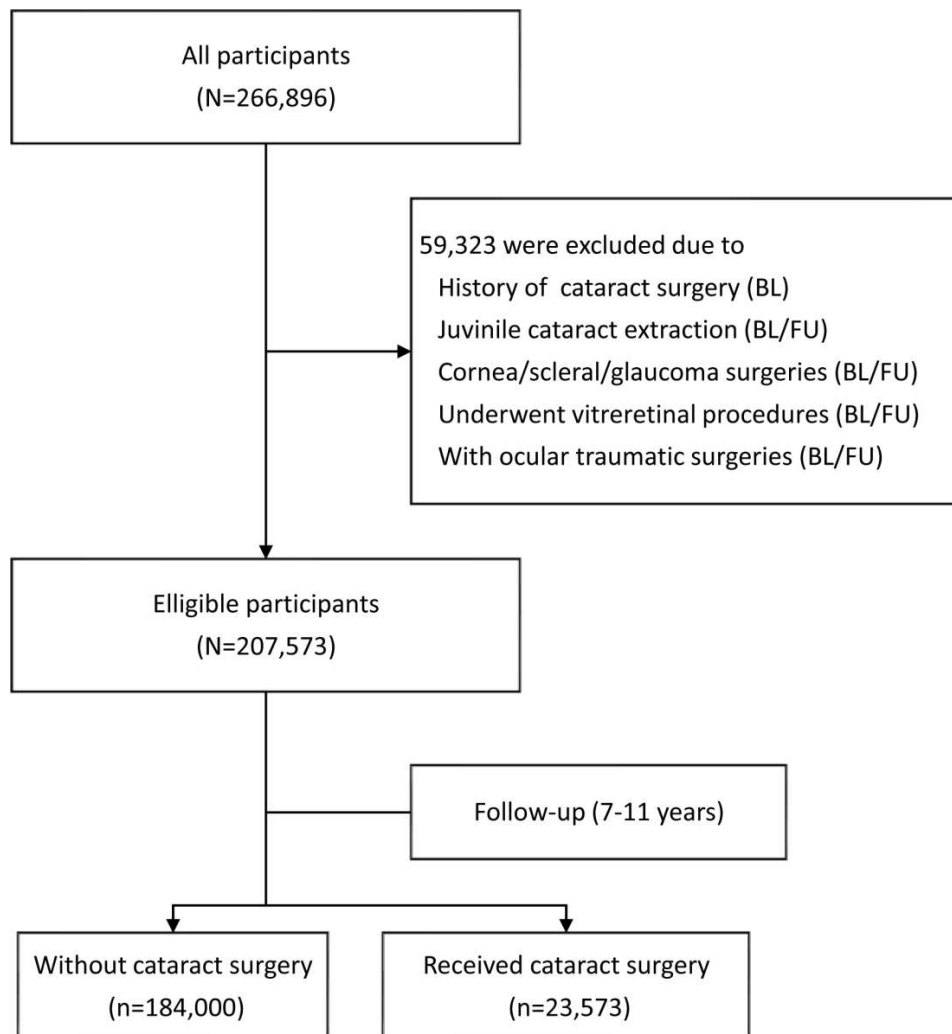 All participants
(N=266,896)
59,323 were excluded due to
History of cataract surgery (BL)
Juvinile cataract extraction (BL/FU)
Cornea/scleral/glaucoma surgeries (BL/FU)
Underwent vitreretinal procedures (BL/FU)
With ocular traumatic surgeries (BL/FU)
Elligible participants
(N=207,573)
Follow-up (7-11 years)
Without cataract surgery
(n=184,000)
Received cataract surgery
(n=23,573)